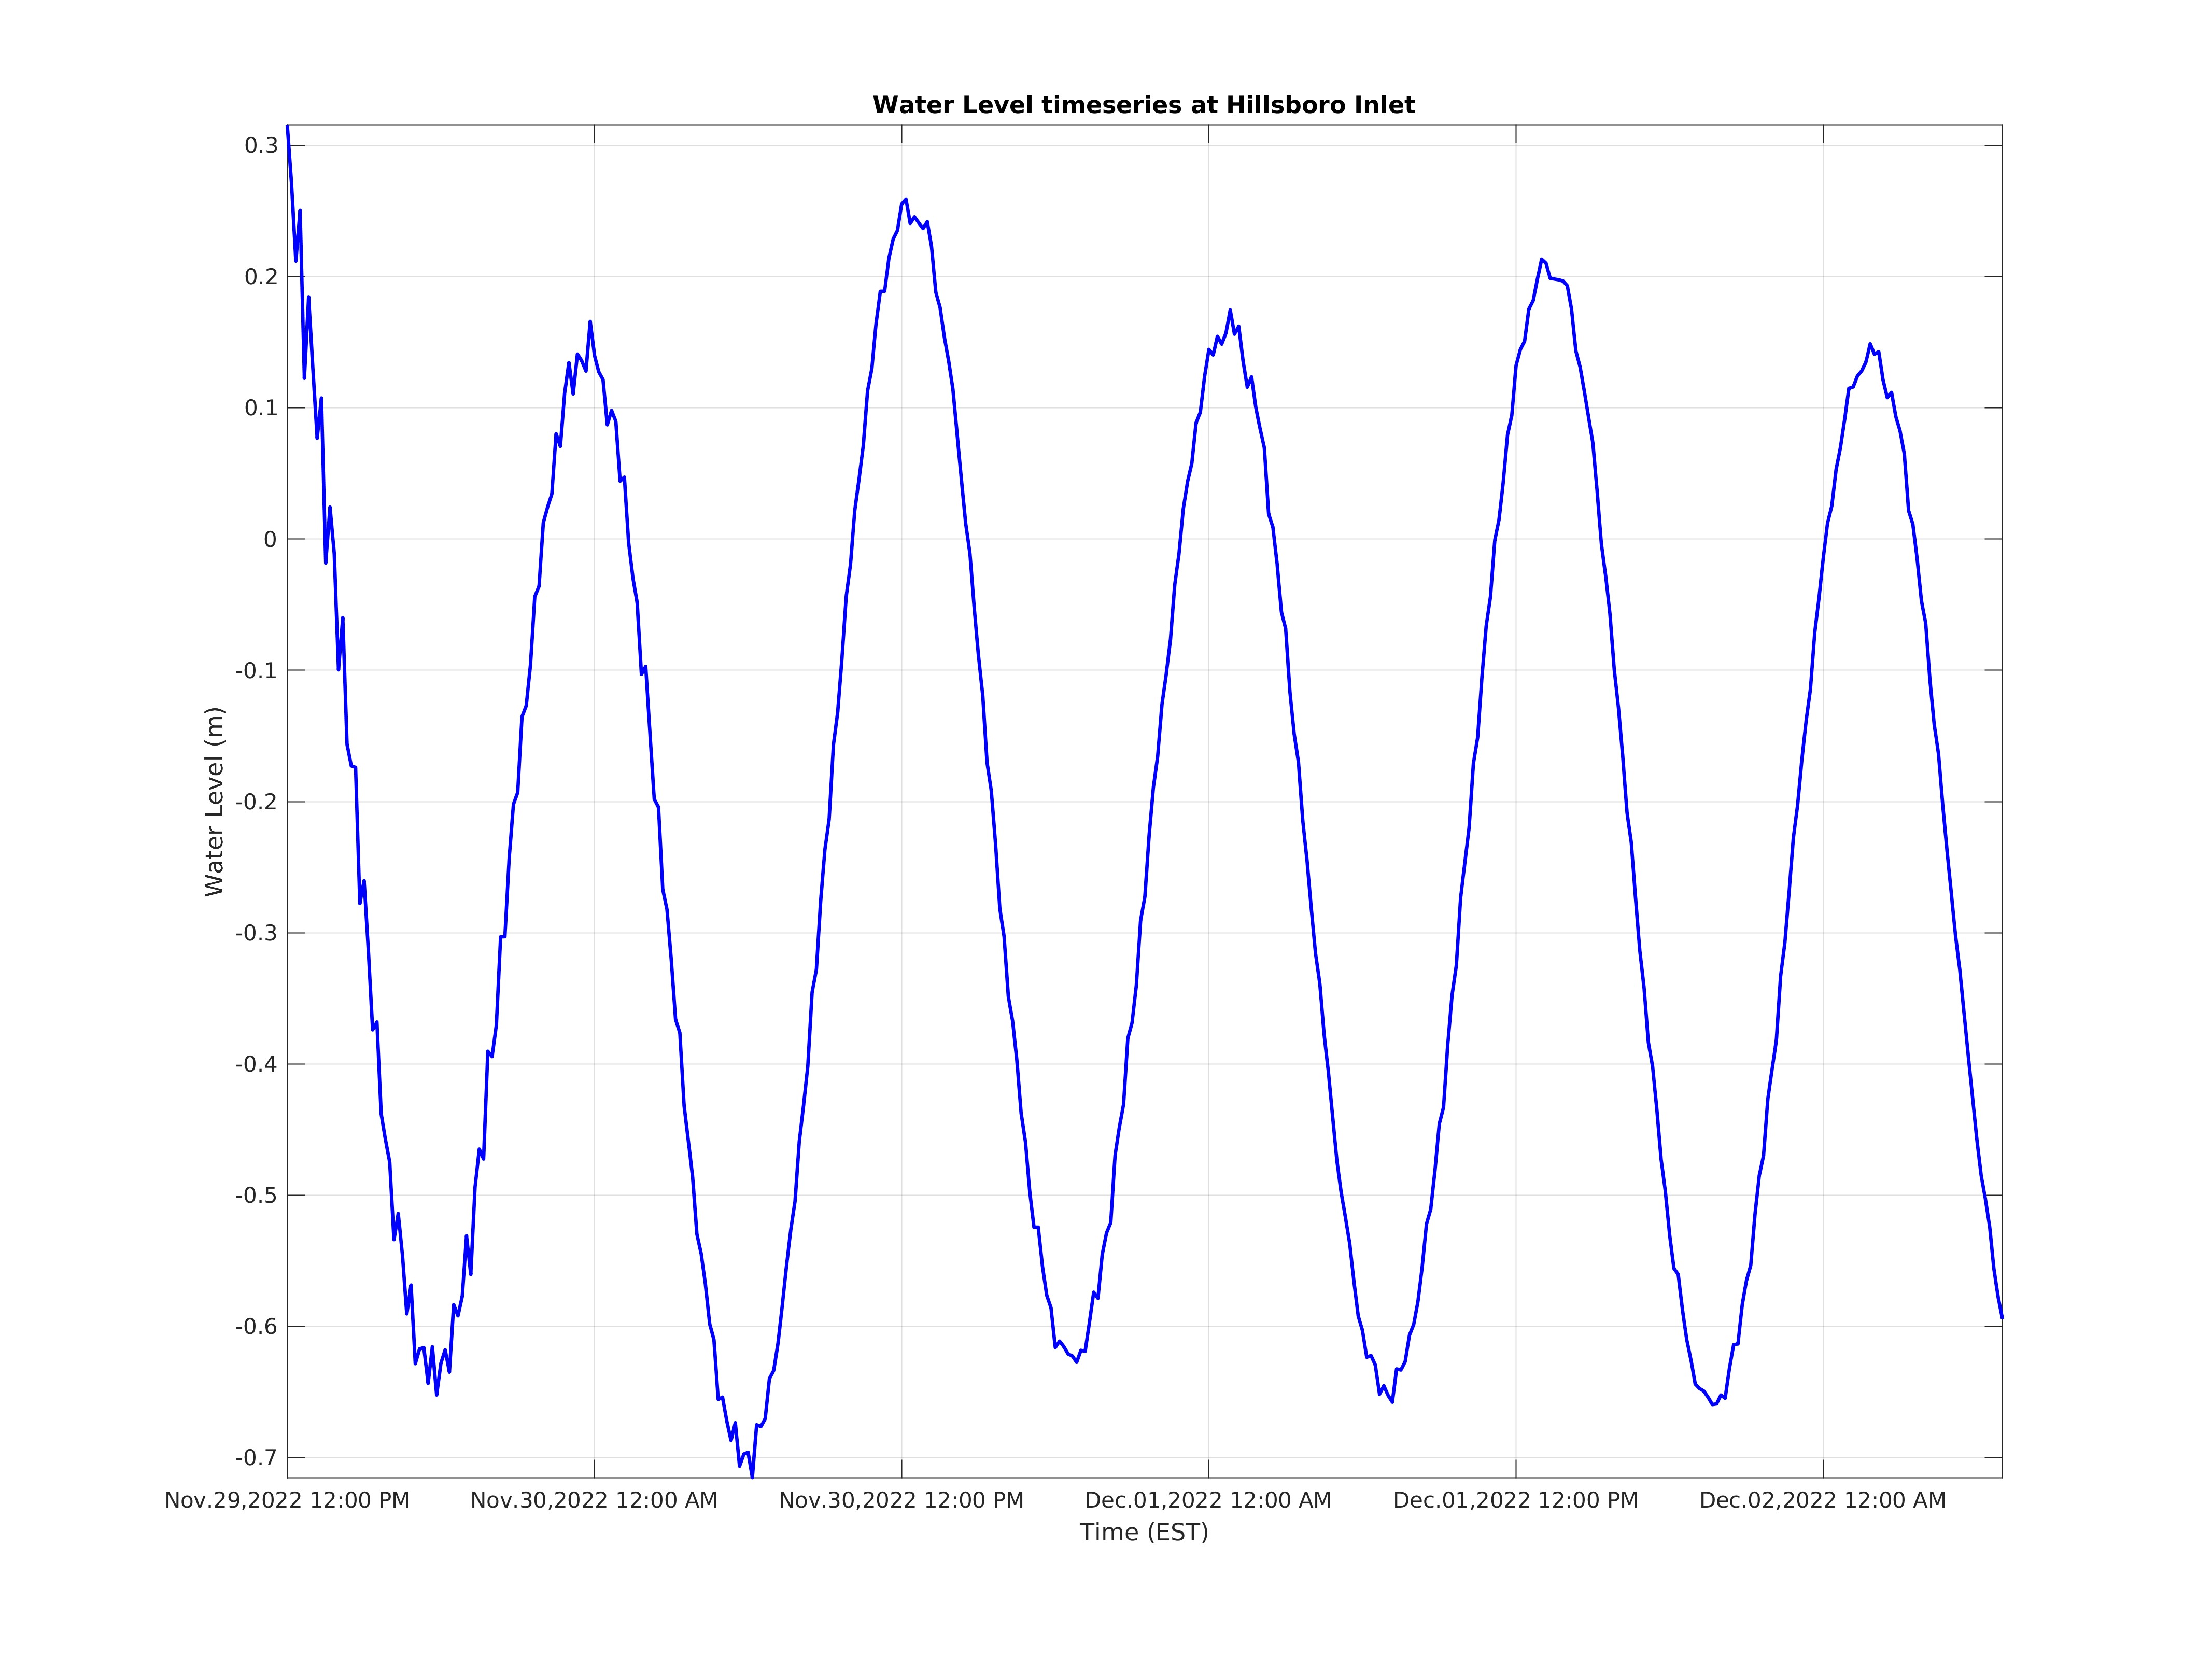 Water Level timeseries at Hillsboro Inlet
0.3
0.2
0.1
0
-0.1
-0.2
-0.3
-0.4
-0.5
-0.6
-0.7
Water Level (m)
Nov.29,2022 12:00 PM Nov.30,2022 12:00 AM Nov.30,2022 12:00 PM Dec.01,2022 12:00 AM Dec.01,2022 12:00 PM Dec.02,2022 12:00 AM
Time (EST)